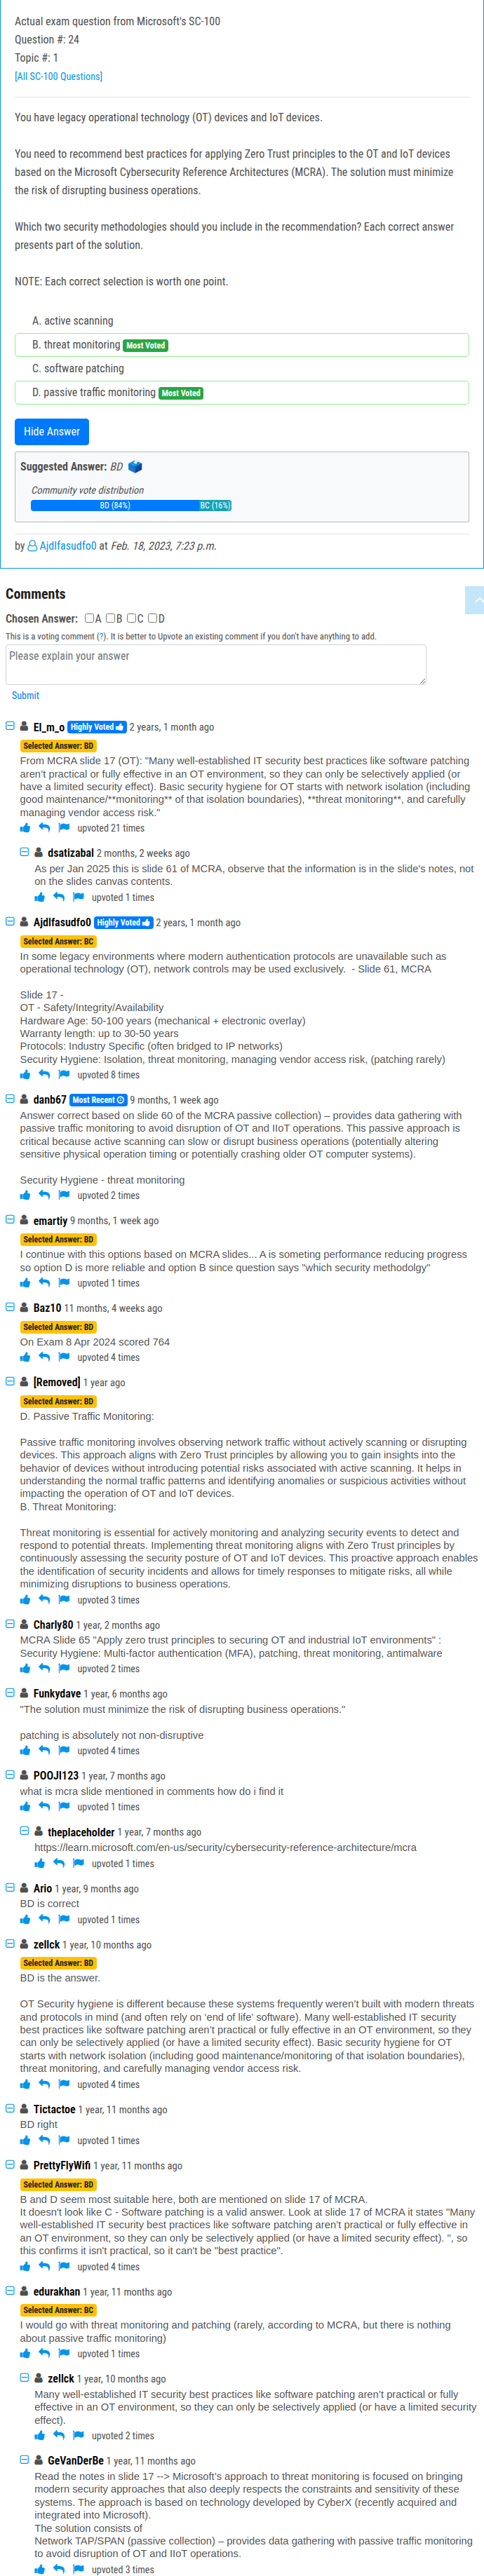 Actual exam question from Microsoft's SC-100
Question #: 24
Topic #: 1
[All SC-100 Questions]
You have legacy operational technology (OT) devices and IoT devices.
You need to recommend best practices for applying Zero Trust principles to the OT and IoT devices
based on the Microsoft Cybersecurity Reference Architectures (MCRA). The solution must minimize
the risk of disrupting business operations.
Which two security methodologies should you include in the recommendation? Each correct answer
presents part of the solution.
NOTE: Each correct selection is worth one point.
A. active scanning
B. threat monitoring Most Voted
C. software patching
D. passive traffic monitoring Most Voted
Hide Answer
Suggested Answer: BD
Community vote distribution
BD (84%) BC (16%)
by Ajdlfasudfo0 at Feb. 18, 2023, 7:23 p.m.
Comments
Chosen Answer: A B C D
This is a voting comment (?). It is better to Upvote an existing comment if you don't have anything to add.
Please explain your answer
Submit
El_m_o Highly Voted 2 years, 1 month ago
Selected Answer: BD
From MCRA slide 17 (OT): "Many well-established IT security best practices like software patching
aren't practical or fully effective in an OT environment, so they can only be selectively applied (or
have a limited security effect). Basic security hygiene for OT starts with network isolation (including
good maintenance/**monitoring** of that isolation boundaries), **threat monitoring**, and carefully
managing vendor access risk."
upvoted 21 times
dsatizabal 2 months, 2 weeks ago
As per Jan 2025 this is slide 61 of MCRA, observe that the information is in the slide's notes, not
on the slides canvas contents.
upvoted 1 times
Ajdlfasudfo0 Highly Voted 2 years, 1 month ago
Selected Answer: BC
In some legacy environments where modern authentication protocols are unavailable such as
operational technology (OT), network controls may be used exclusively. - Slide 61, MCRA
Slide 17 -
OT - Safety/Integrity/Availability
Hardware Age: 50-100 years (mechanical + electronic overlay)
Warranty length: up to 30-50 years
Protocols: Industry Specific (often bridged to IP networks)
Security Hygiene: Isolation, threat monitoring, managing vendor access risk, (patching rarely)
upvoted 8 times
danb67 Most Recent 9 months, 1 week ago
Answer correct based on slide 60 of the MCRA passive collection) – provides data gathering with
passive traffic monitoring to avoid disruption of OT and IIoT operations. This passive approach is
critical because active scanning can slow or disrupt business operations (potentially altering
sensitive physical operation timing or potentially crashing older OT computer systems).
Security Hygiene - threat monitoring
upvoted 2 times
emartiy 9 months, 1 week ago
Selected Answer: BD
I continue with this options based on MCRA slides... A is someting performance reducing progress
so option D is more reliable and option B since question says "which security methodolgy"
upvoted 1 times
Baz10 11 months, 4 weeks ago
Selected Answer: BD
On Exam 8 Apr 2024 scored 764
upvoted 4 times
[Removed] 1 year ago
Selected Answer: BD
D. Passive Traffic Monitoring:
Passive traffic monitoring involves observing network traffic without actively scanning or disrupting
devices. This approach aligns with Zero Trust principles by allowing you to gain insights into the
behavior of devices without introducing potential risks associated with active scanning. It helps in
understanding the normal traffic patterns and identifying anomalies or suspicious activities without
impacting the operation of OT and IoT devices.
B. Threat Monitoring:
Threat monitoring is essential for actively monitoring and analyzing security events to detect and
respond to potential threats. Implementing threat monitoring aligns with Zero Trust principles by
continuously assessing the security posture of OT and IoT devices. This proactive approach enables
the identification of security incidents and allows for timely responses to mitigate risks, all while
minimizing disruptions to business operations.
upvoted 3 times
Charly80 1 year, 2 months ago
MCRA Slide 65 "Apply zero trust principles to securing OT and industrial IoT environments" :
Security Hygiene: Multi-factor authentication (MFA), patching, threat monitoring, antimalware
upvoted 2 times
Funkydave 1 year, 6 months ago
"The solution must minimize the risk of disrupting business operations."
patching is absolutely not non-disruptive
upvoted 4 times
POOJI123 1 year, 7 months ago
what is mcra slide mentioned in comments how do i find it
upvoted 1 times
theplaceholder 1 year, 7 months ago
https://learn.microsoft.com/en-us/security/cybersecurity-reference-architecture/mcra
upvoted 1 times
Ario 1 year, 9 months ago
BD is correct
upvoted 1 times
zellck 1 year, 10 months ago
Selected Answer: BD
BD is the answer.
OT Security hygiene is different because these systems frequently weren't built with modern threats
and protocols in mind (and often rely on 'end of life' software). Many well-established IT security
best practices like software patching aren't practical or fully effective in an OT environment, so they
can only be selectively applied (or have a limited security effect). Basic security hygiene for OT
starts with network isolation (including good maintenance/monitoring of that isolation boundaries),
threat monitoring, and carefully managing vendor access risk.
upvoted 4 times
Tictactoe 1 year, 11 months ago
BD right
upvoted 1 times
PrettyFlyWifi 1 year, 11 months ago
Selected Answer: BD
B and D seem most suitable here, both are mentioned on slide 17 of MCRA.
It doesn't look like C - Software patching is a valid answer. Look at slide 17 of MCRA it states "Many
well-established IT security best practices like software patching aren't practical or fully effective in
an OT environment, so they can only be selectively applied (or have a limited security effect). ", so
this confirms it isn't practical, so it can't be "best practice".
upvoted 4 times
edurakhan 1 year, 11 months ago
Selected Answer: BC
I would go with threat monitoring and patching (rarely, according to MCRA, but there is nothing
about passive traffic monitoring)
upvoted 1 times
zellck 1 year, 10 months ago
Many well-established IT security best practices like software patching aren't practical or fully
effective in an OT environment, so they can only be selectively applied (or have a limited security
effect).
upvoted 2 times
GeVanDerBe 1 year, 11 months ago
Read the notes in slide 17 --> Microsoft's approach to threat monitoring is focused on bringing
modern security approaches that also deeply respects the constraints and sensitivity of these
systems. The approach is based on technology developed by CyberX (recently acquired and
integrated into Microsoft).
The solution consists of
Network TAP/SPAN (passive collection) – provides data gathering with passive traffic monitoring
to avoid disruption of OT and IIoT operations.
upvoted 3 times